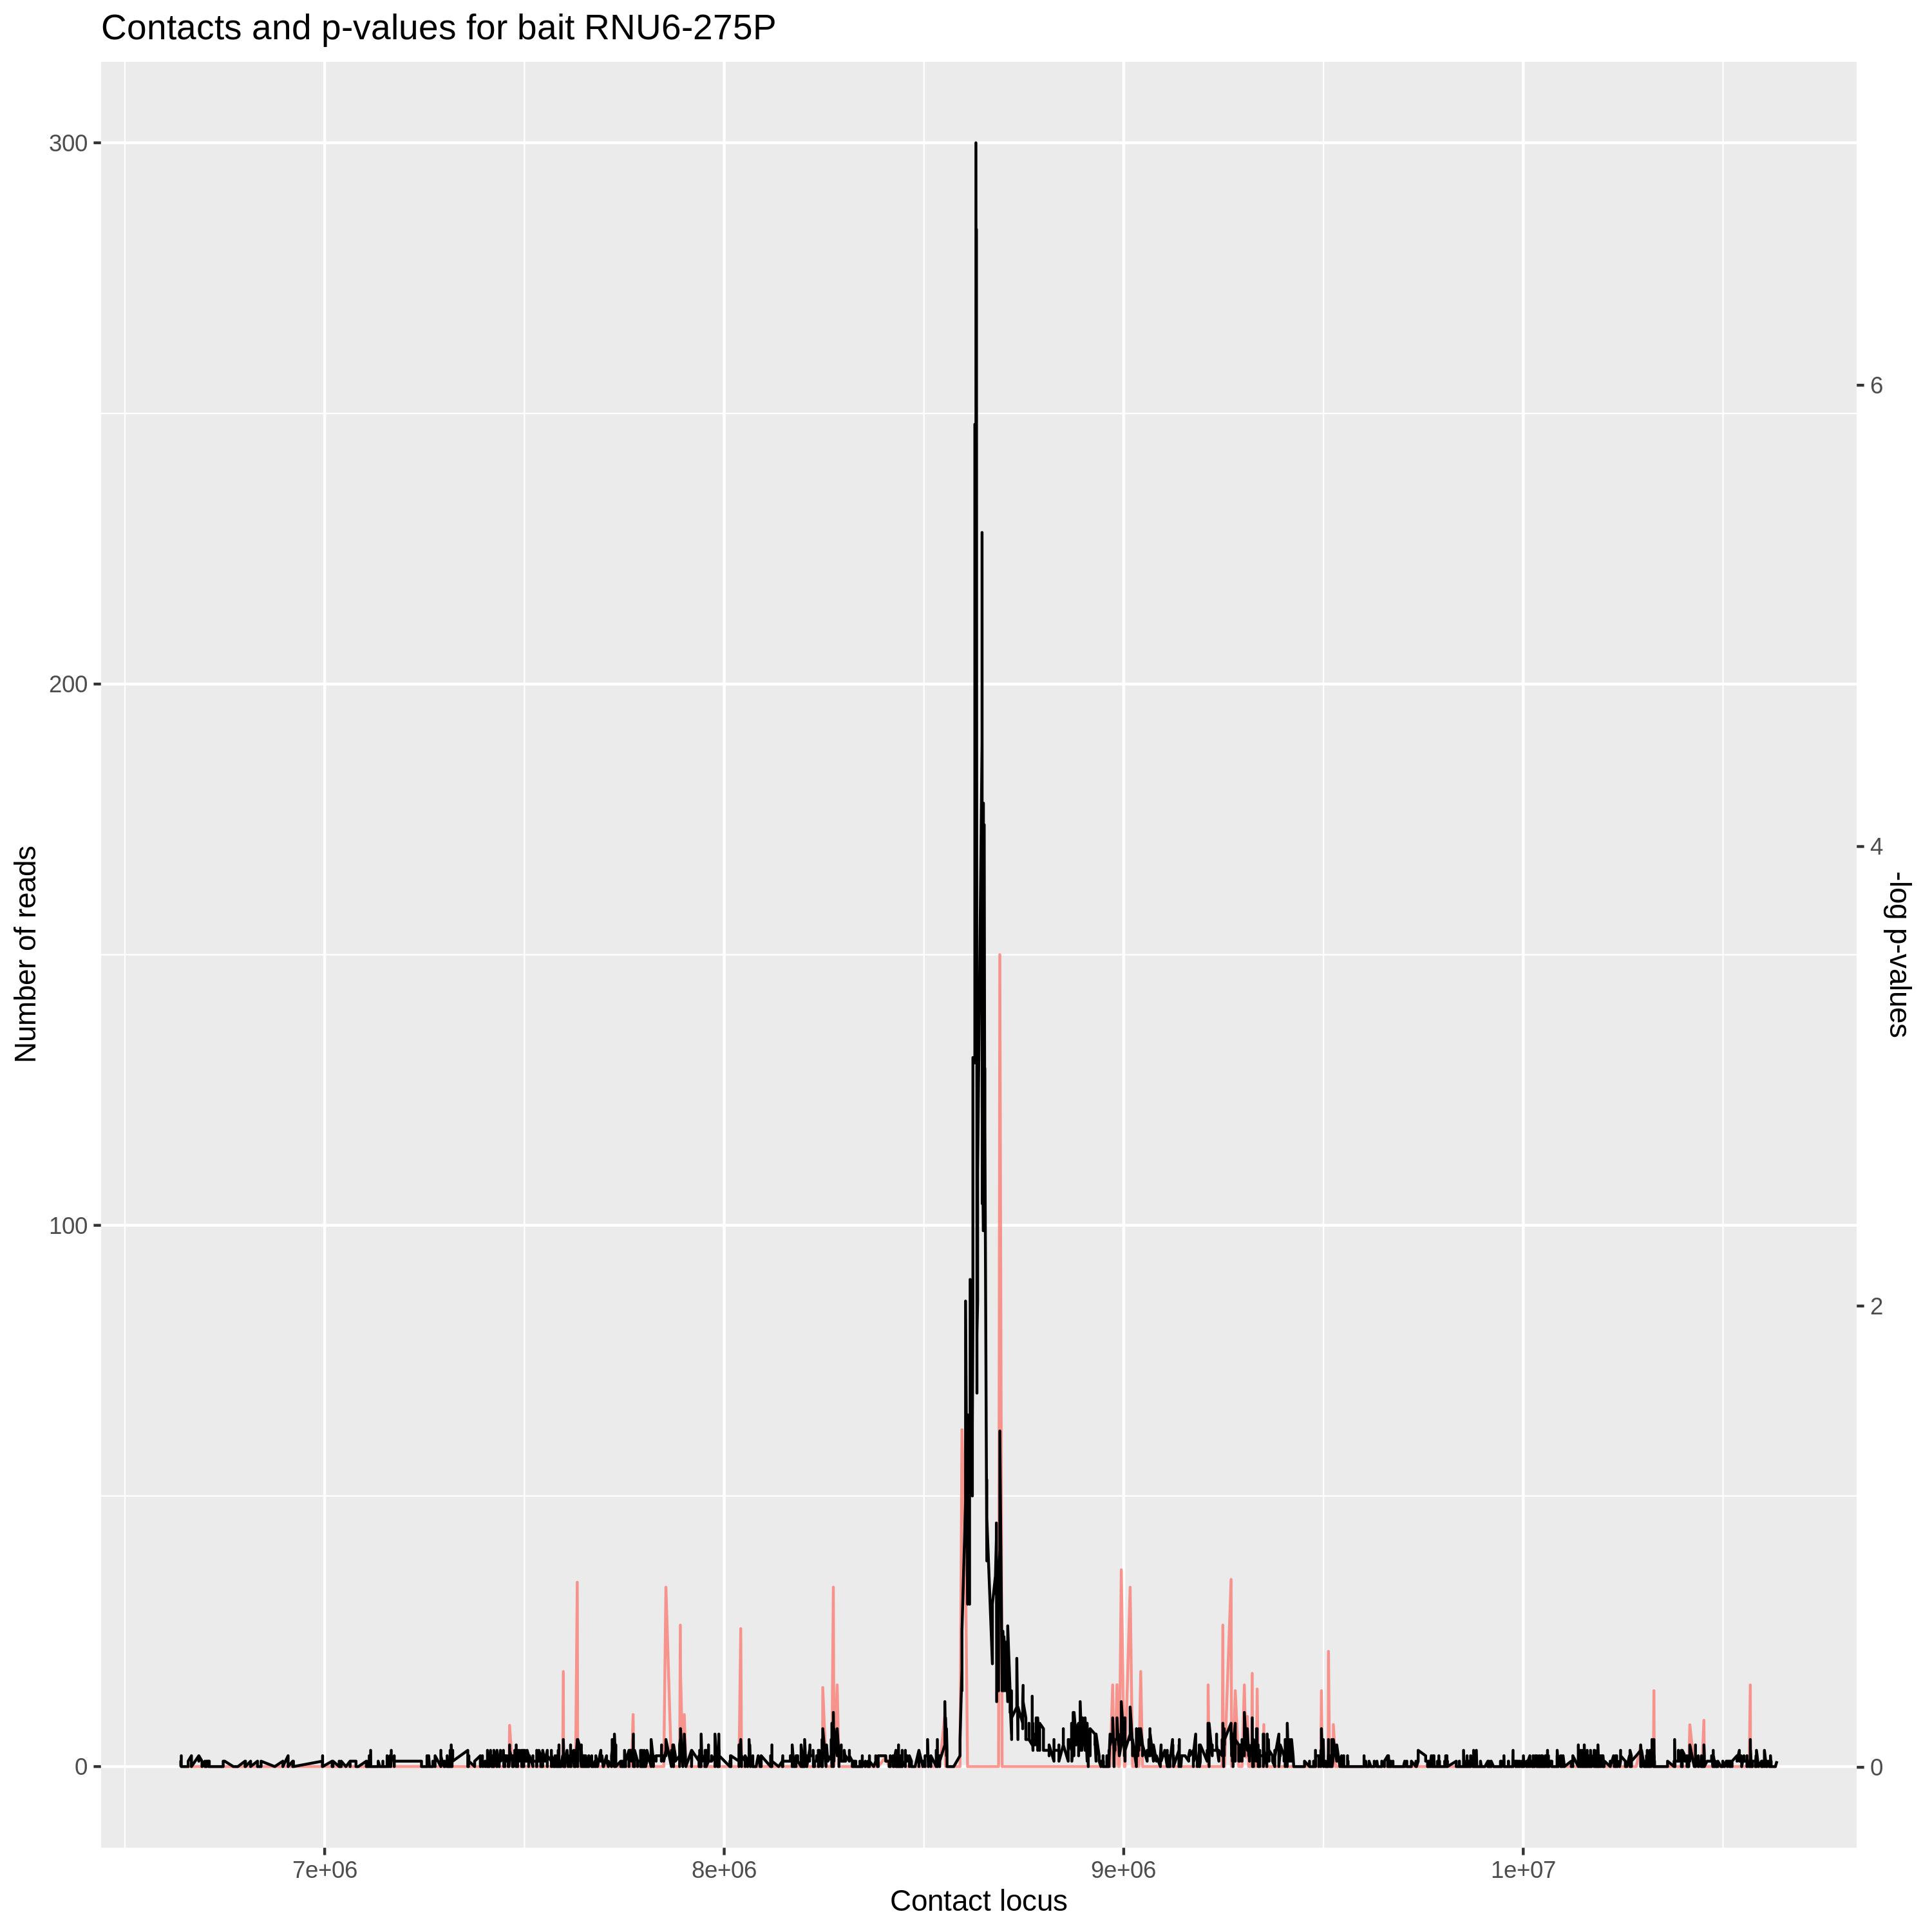 Contacts and p-values for bait RNU6-275P
300
200
100
0
Number of reads
6
4
2
0
-log p-values
7e+06
8e+06
9e+06
1e+07
Contact locus